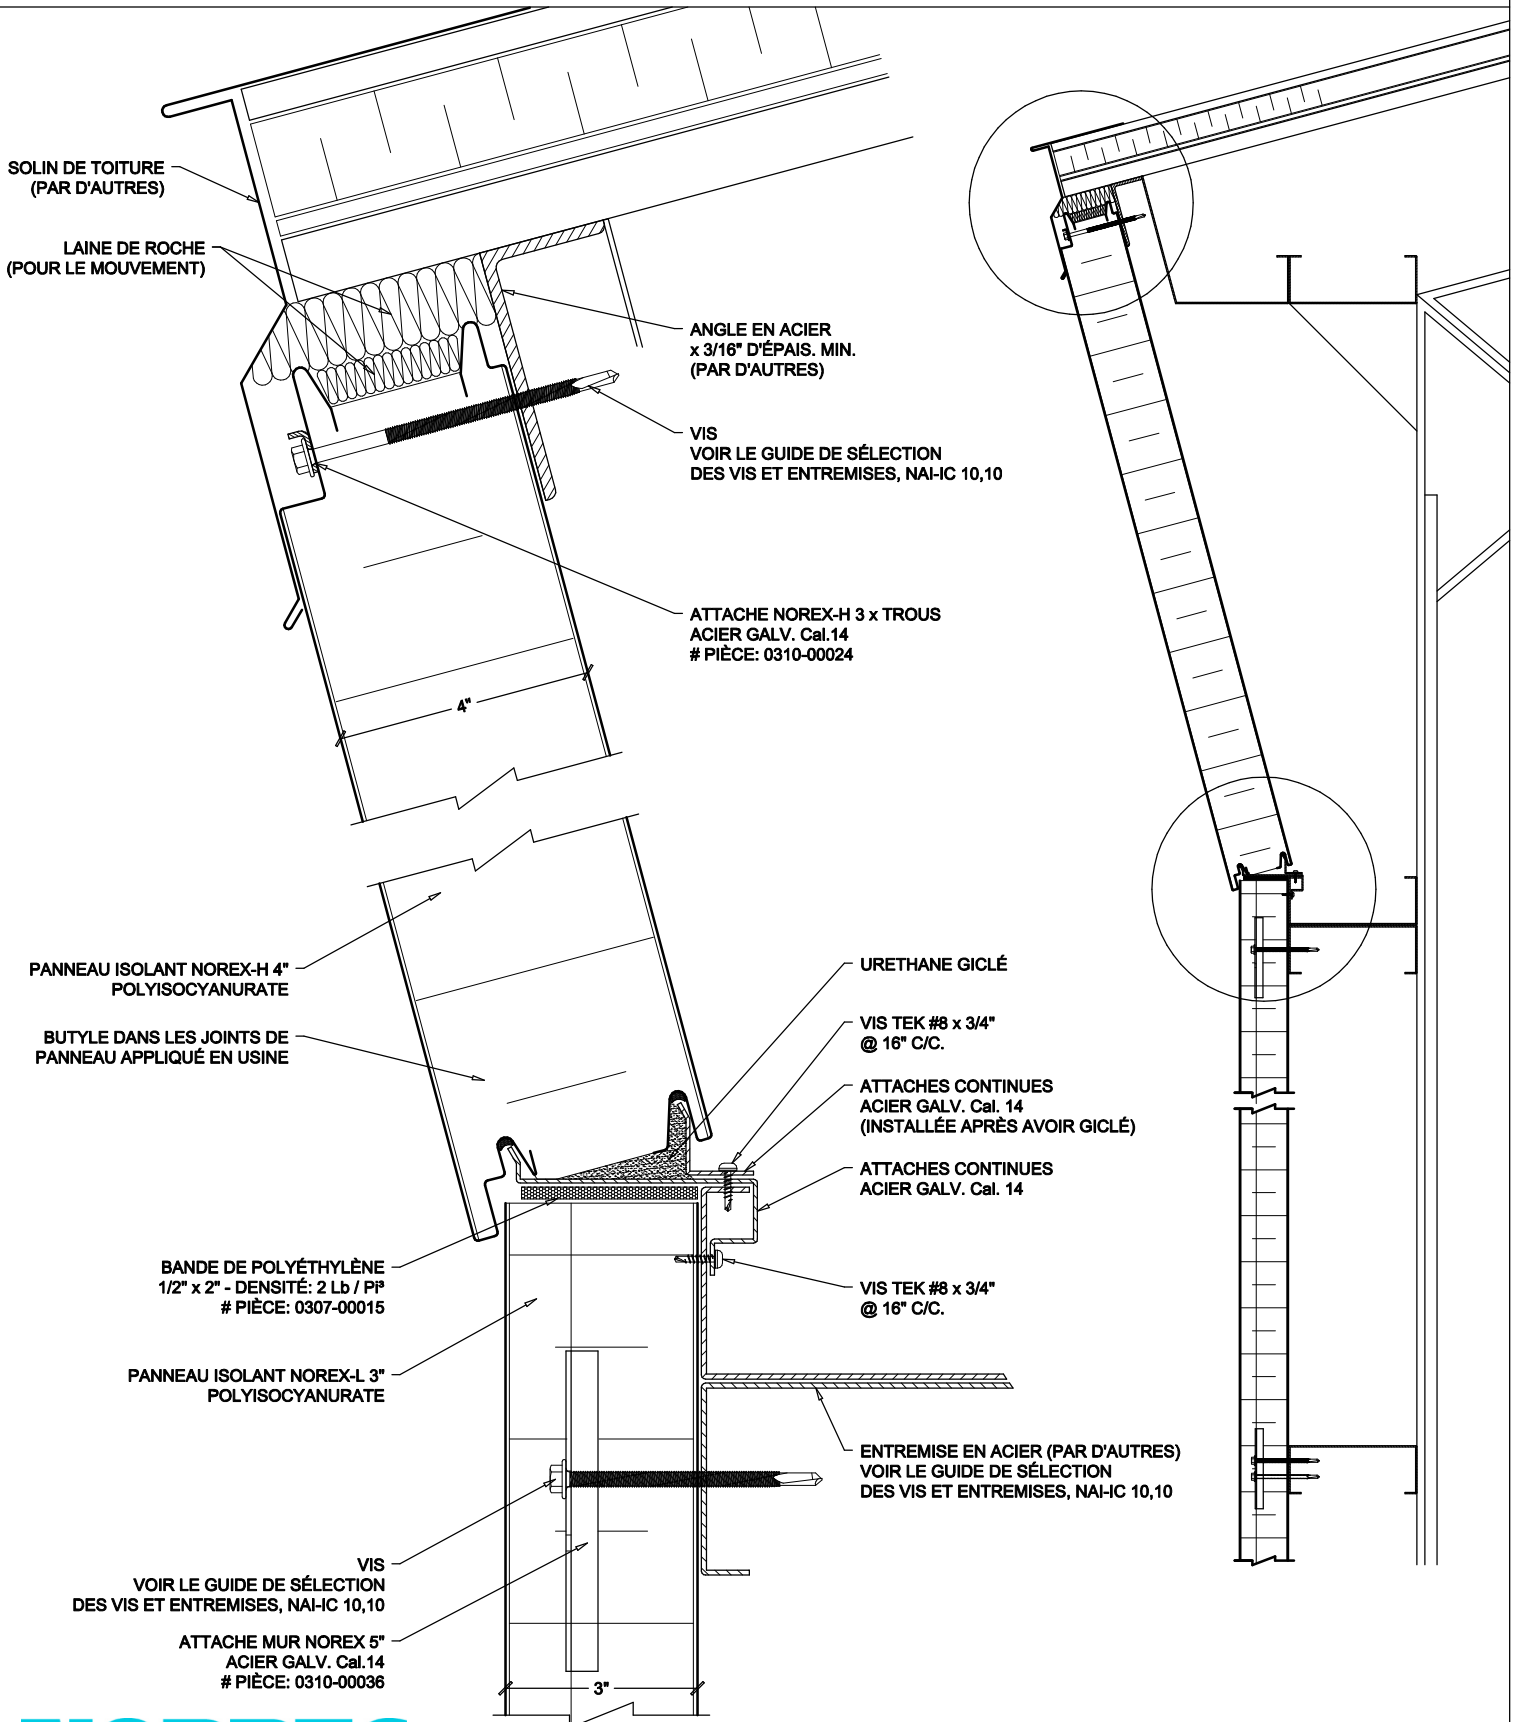 SOLIN DE TOITURE
(PAR D'AUTRES)
LAINE DE ROCHE
(POUR LE MOUVEMENT)
ANGLE EN ACIER
x 3/16" D'ÉPAIS. MIN.
(PAR D'AUTRES)
VIS
VOIR LE GUIDE DE SÉLECTION
DES VIS ET ENTREMISES, NAI-IC 10,10
ATTACHE NOREX-H 3 x TROUS
ACIER GALV. Cal.14
# PIÈCE: 0310-00024
4"
PANNEAU ISOLANT NOREX-H 4"
POLYISOCYANURATE
BUTYLE DANS LES JOINTS DE
PANNEAU APPLIQUÉ EN USINE
URETHANE GICLÉ
VIS TEK #8 x 3/4"
@ 16" C/C.
ATTACHES CONTINUES
ACIER GALV. Cal. 14
(INSTALLÉE APRÈS AVOIR GICLÉ)
ATTACHES CONTINUES
ACIER GALV. Cal. 14
BANDE DE POLYÉTHYLÈNE
1/2" x 2" - DENSITÉ: 2 Lb / Pi³
# PIÈCE: 0307-00015
VIS TEK #8 x 3/4"
@ 16" C/C.
PANNEAU ISOLANT NOREX-L 3"
POLYISOCYANURATE
ENTREMISE EN ACIER (PAR D'AUTRES)
VOIR LE GUIDE DE SÉLECTION
DES VIS ET ENTREMISES, NAI-IC 10,10
VIS
VOIR LE GUIDE DE SÉLECTION
DES VIS ET ENTREMISES, NAI-IC 10,10
ATTACHE MUR NOREX 5"
ACIER GALV. Cal.14
# PIÈCE: 0310-00036
3"